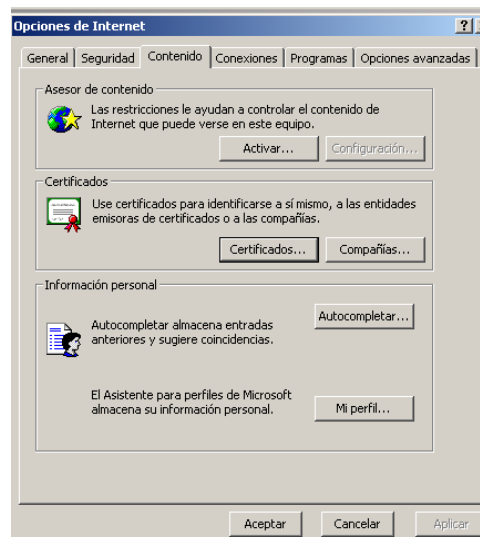 Opciones de Internet
General Seguridad Contenido Conexiones Programas Opciones avanzadas
Asesor de contenido
Las restricciones le ayudan a controlar el contenido de
Internet que puede verse en este equipo.
Activar... Configuración...
Certificados
Use certificados para identificarse a sí mismo, a las entidades
emisoras de certificados o a las compañías.
Certificados... Compañías...
Información personal
Autocompletar almacena entradas
anteriores y sugiere coincidencias.
Autocompletar...
El Asistente para perfiles de Microsoft
almacena su información personal.
Mi perfil...
Aceptar Cancelar Aplicar